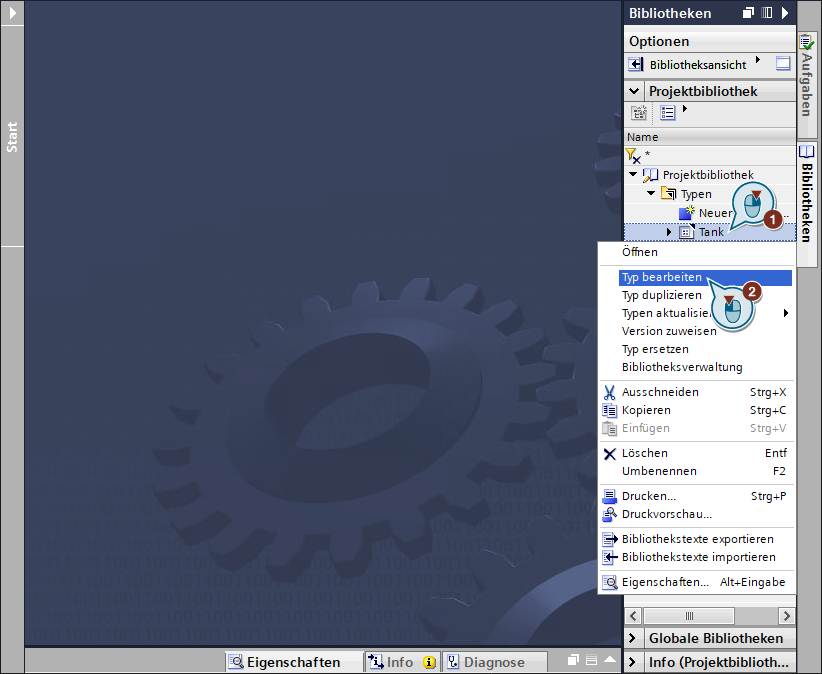 Bibliotheken
Optionen
Bibliotheksansicht
Projektbibliothek
Name
*
Projektbibliothek
Typen
Neuer
Tank
1
Öffnen
Typ bearbeiten
2
Typ duplizieren
Typen aktualisie
Version zuweisen
Typ ersetzen
Bibliotheksverwaltung
Ausschneiden Strg+X
Kopieren Strg+C
Einfügen Strg+V
Löschen Entf
Umbenennen F2
Drucken... Strg+P
Druckvorschau...
Bibliothekstexte exportieren
Bibliothekstexte importieren
Eigenschaften... Alt+Eingabe
Globale Bibliotheken
Info (Projektbiblioth...
Start
Aufgaben
Bibliotheken
Eigenschaften
Info
Diagnose